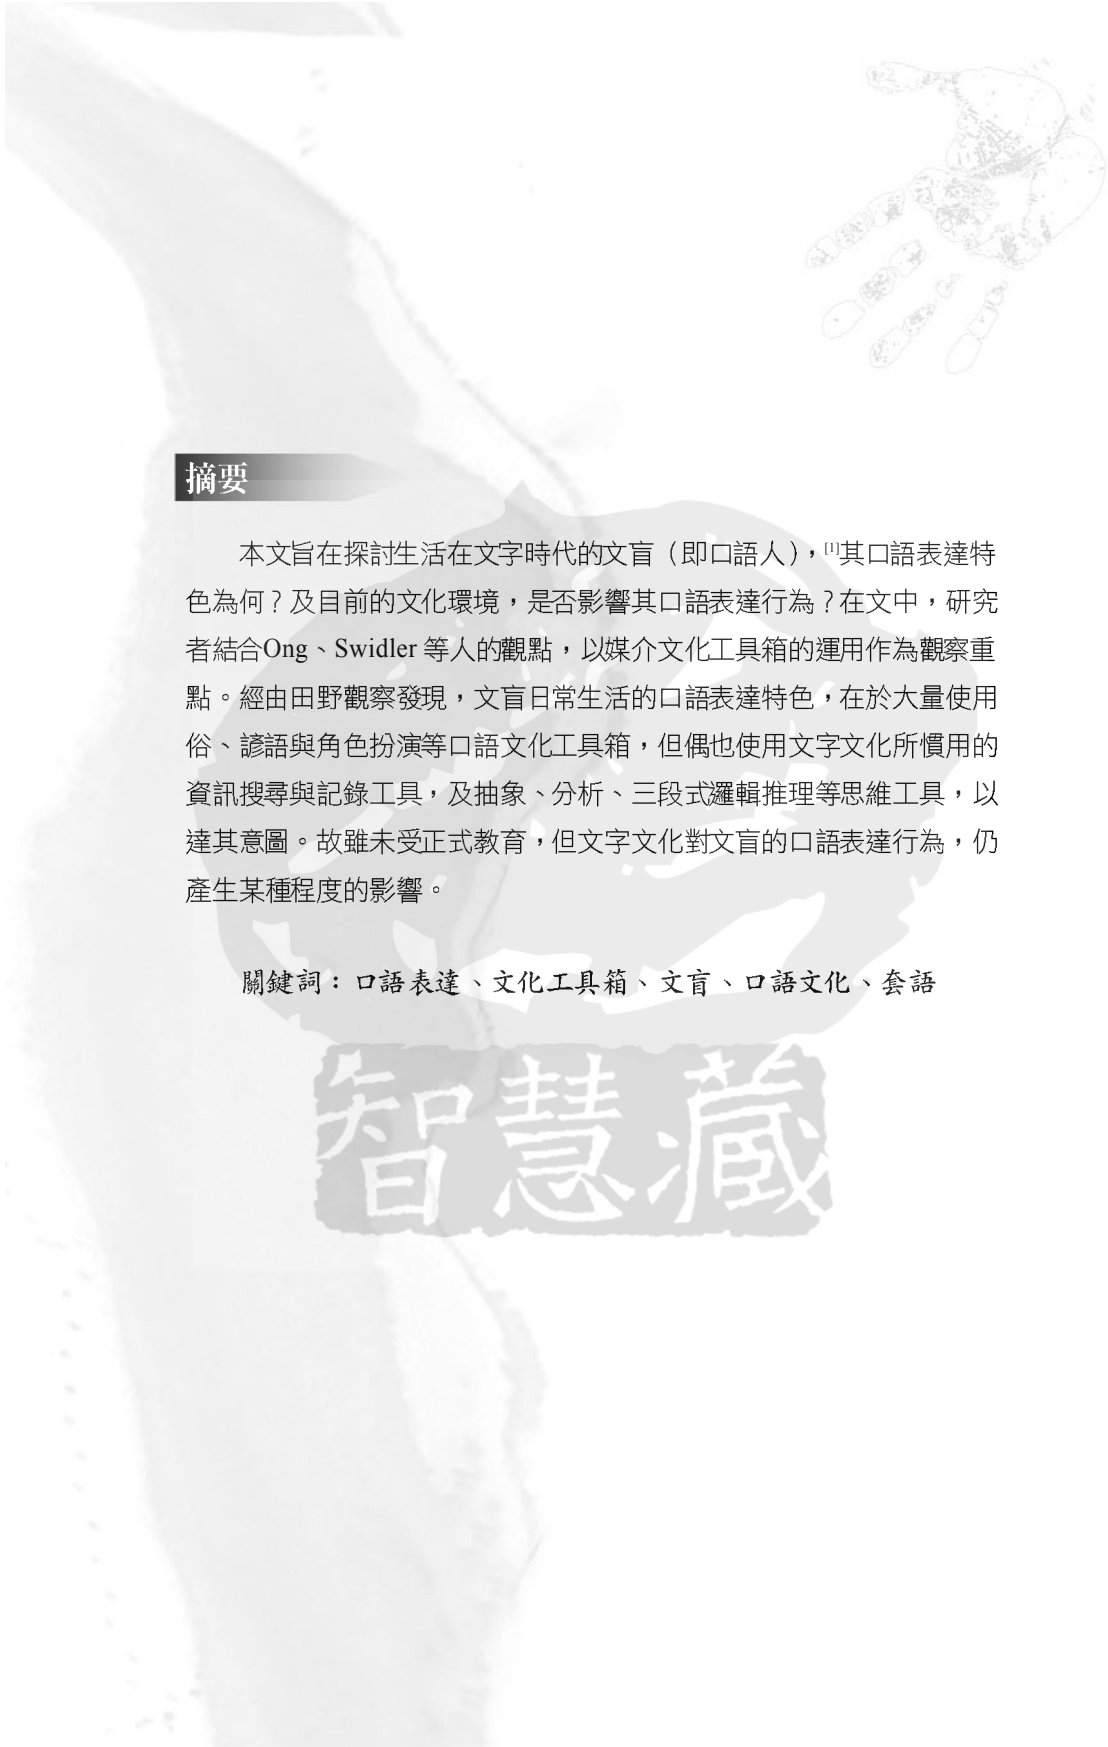 摘要
本文旨在探討生活在文字時代的文盲（即口語人），[1]其口語表達特
色為何？及目前的文化環境，是否影響其口語表達行為？在文中，研究
者結合Ong、Swidler 等人的觀點，以媒介文化工具箱的運用作為觀察重
點。經由田野觀察發現，文盲日常生活的口語表達特色，在於大量使用
俗、諺語與角色扮演等口語文化工具箱，但偶也使用文字文化所慣用的
資訊搜尋與記錄工具，及抽象、分析、三段式邏輯推理等思維工具，以
達其意圖。故雖未受正式教育，但文字文化對文盲的口語表達行為，仍
產生某種程度的影響。
關鍵詞：口語表達、文化工具箱、文盲、口語文化、套語
智慧藏